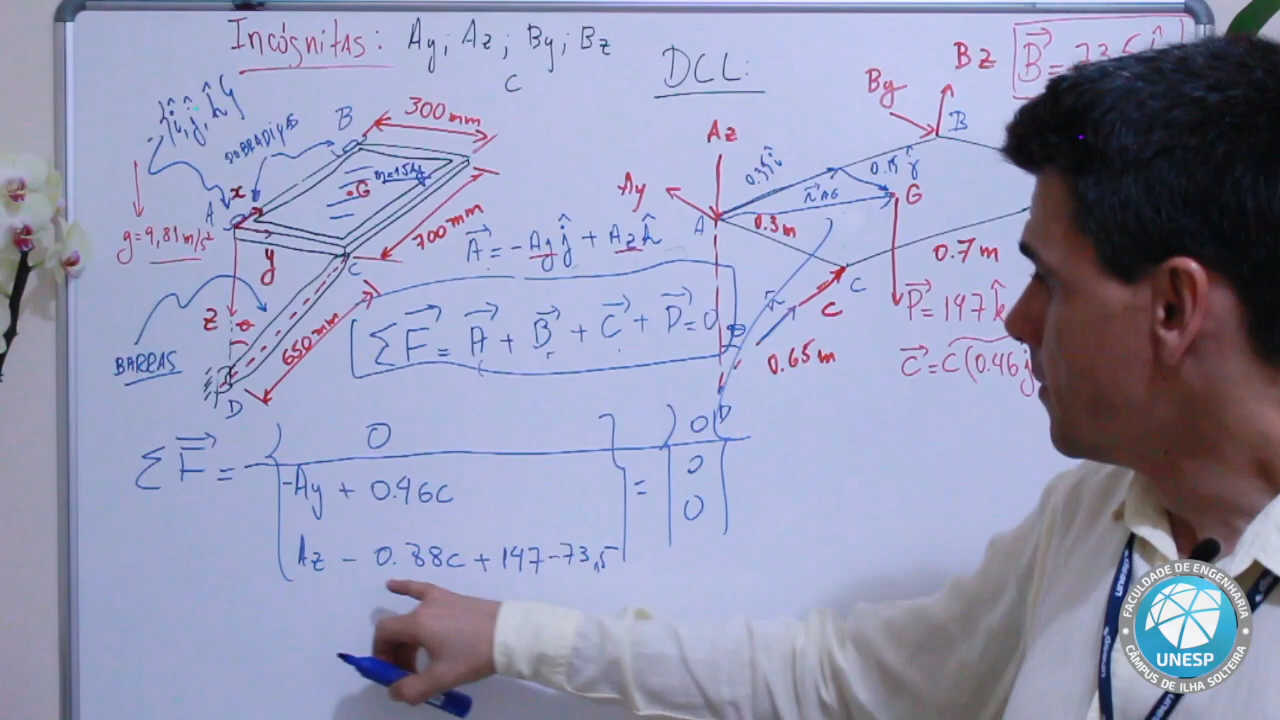 Incógnitas: Ay; Az; By; Bz
C
DCL:
Bz
By
B
{î, ĵ, k̂}
DOBRADIÇAS
B
300 mm
m=15kg
G
x
A
g = 9,81 m/s²
y
z
C
700 mm
650 mm
BARRAS
D
A⃗ = -Ay ĵ + Az k̂
ΣF⃗ = A⃗ + B⃗ + C⃗ + P⃗ = 0
Az
Ay
A
0.35 î
0.15 ĵ
r⃗AG
G
0.3 m
C
0.7 m
C
0.65 m
D
P⃗ = 147 k̂
C⃗ = C(0.46 ĵ
ΣF⃗ = { 0 } = { 0 }
-Ay + 0.46C 0
Az - 0.88C + 147 - 73,5 0
FACULDADE DE ENGENHARIA
UNESP
CÂMPUS DE ILHA SOLTEIRA
unesp